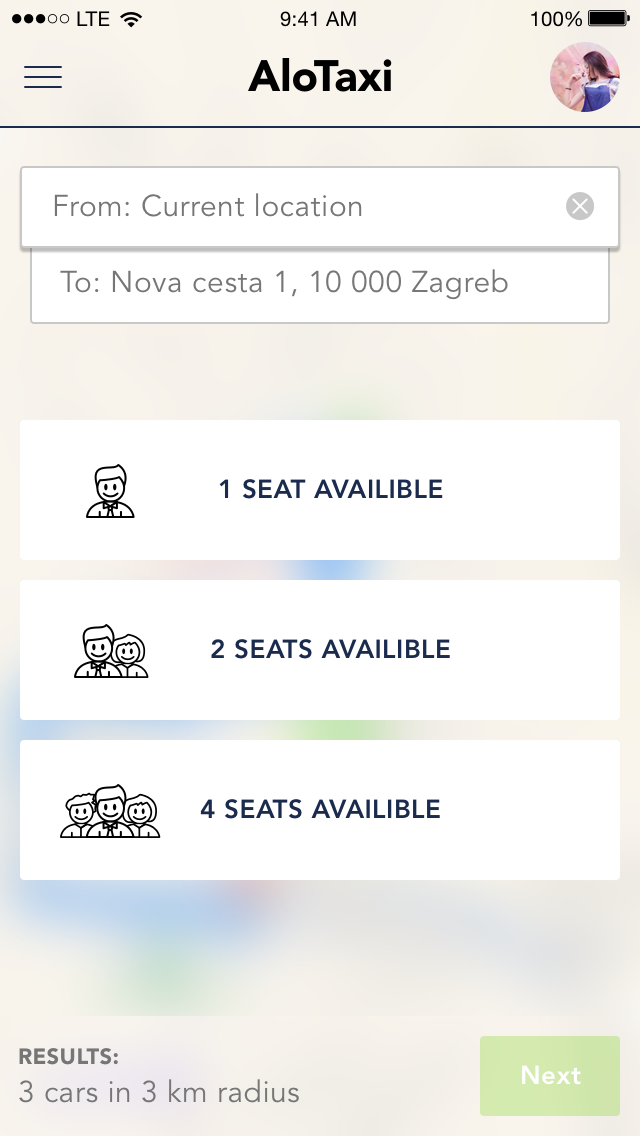 LTE 9:41 AM 100%
AloTaxi
From: Current location
To: Nova cesta 1, 10 000 Zagreb
1 SEAT AVAILIBLE
2 SEATS AVAILIBLE
4 SEATS AVAILIBLE
RESULTS:
3 cars in 3 km radius
Next